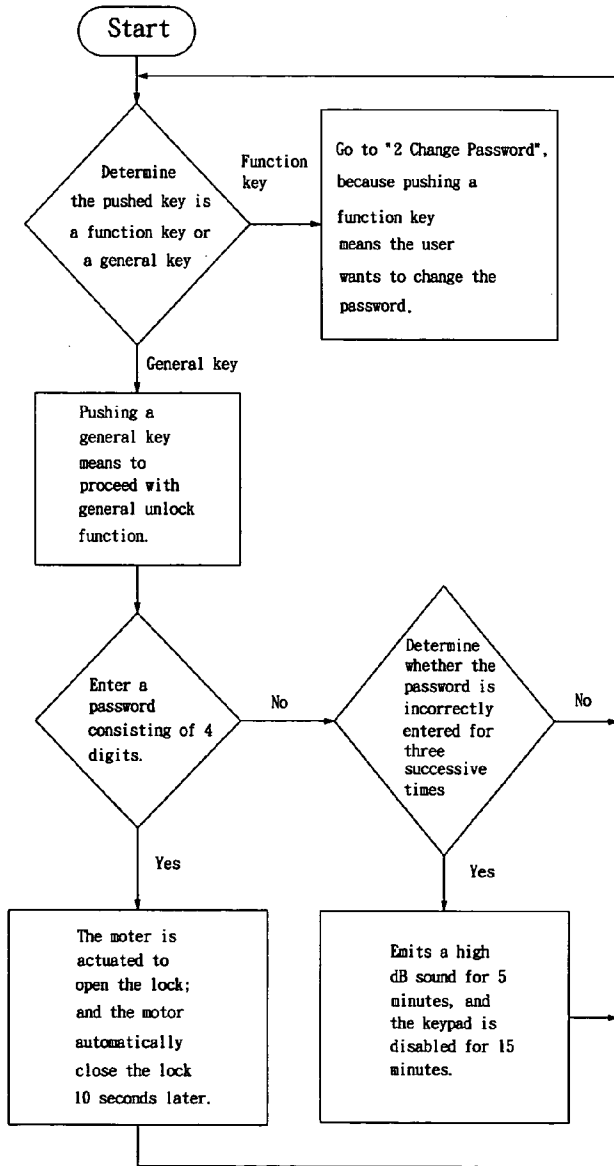 Start
Determine
the pushed key is
a function key or
a general key
Function
key
Go to "2 Change Password",
because pushing a
function key
means the user
wants to change the
password.
General key
Pushing a
general key
means to
proceed with
general unlock
function.
Enter a
password
consisting of 4
digits.
No
Determine
whether the
password is
incorrectly
entered for
three
successive
times
No
Yes
Yes
The moter is
actuated to
open the lock;
and the motor
automatically
close the lock
10 seconds later.
Emits a high
dB sound for 5
minutes, and
the keypad is
disabled for 15
minutes.